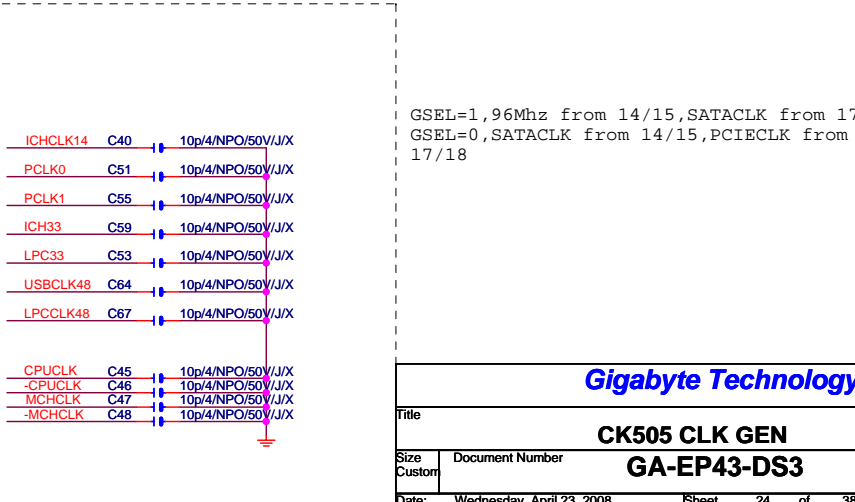 GSEL=1,96Mhz from 14/15,SATACLK from 17
GSEL=0,SATACLK from 14/15,PCIECLK from
17/18
ICHCLK14 C40 10p/4/NPO/50V/J/X
PCLK0 C51 10p/4/NPO/50V/J/X
PCLK1 C55 10p/4/NPO/50V/J/X
ICH33 C59 10p/4/NPO/50V/J/X
LPC33 C53 10p/4/NPO/50V/J/X
USBCLK48 C64 10p/4/NPO/50V/J/X
LPCCLK48 C67 10p/4/NPO/50V/J/X
CPUCLK C45 10p/4/NPO/50V/J/X
-CPUCLK C46 10p/4/NPO/50V/J/X
MCHCLK C47 10p/4/NPO/50V/J/X
-MCHCLK C48 10p/4/NPO/50V/J/X
Gigabyte Technology
Title
CK505 CLK GEN
Size Document Number
Custom GA-EP43-DS3
Date: Wednesday, April 23, 2008 Sheet 24 of 38